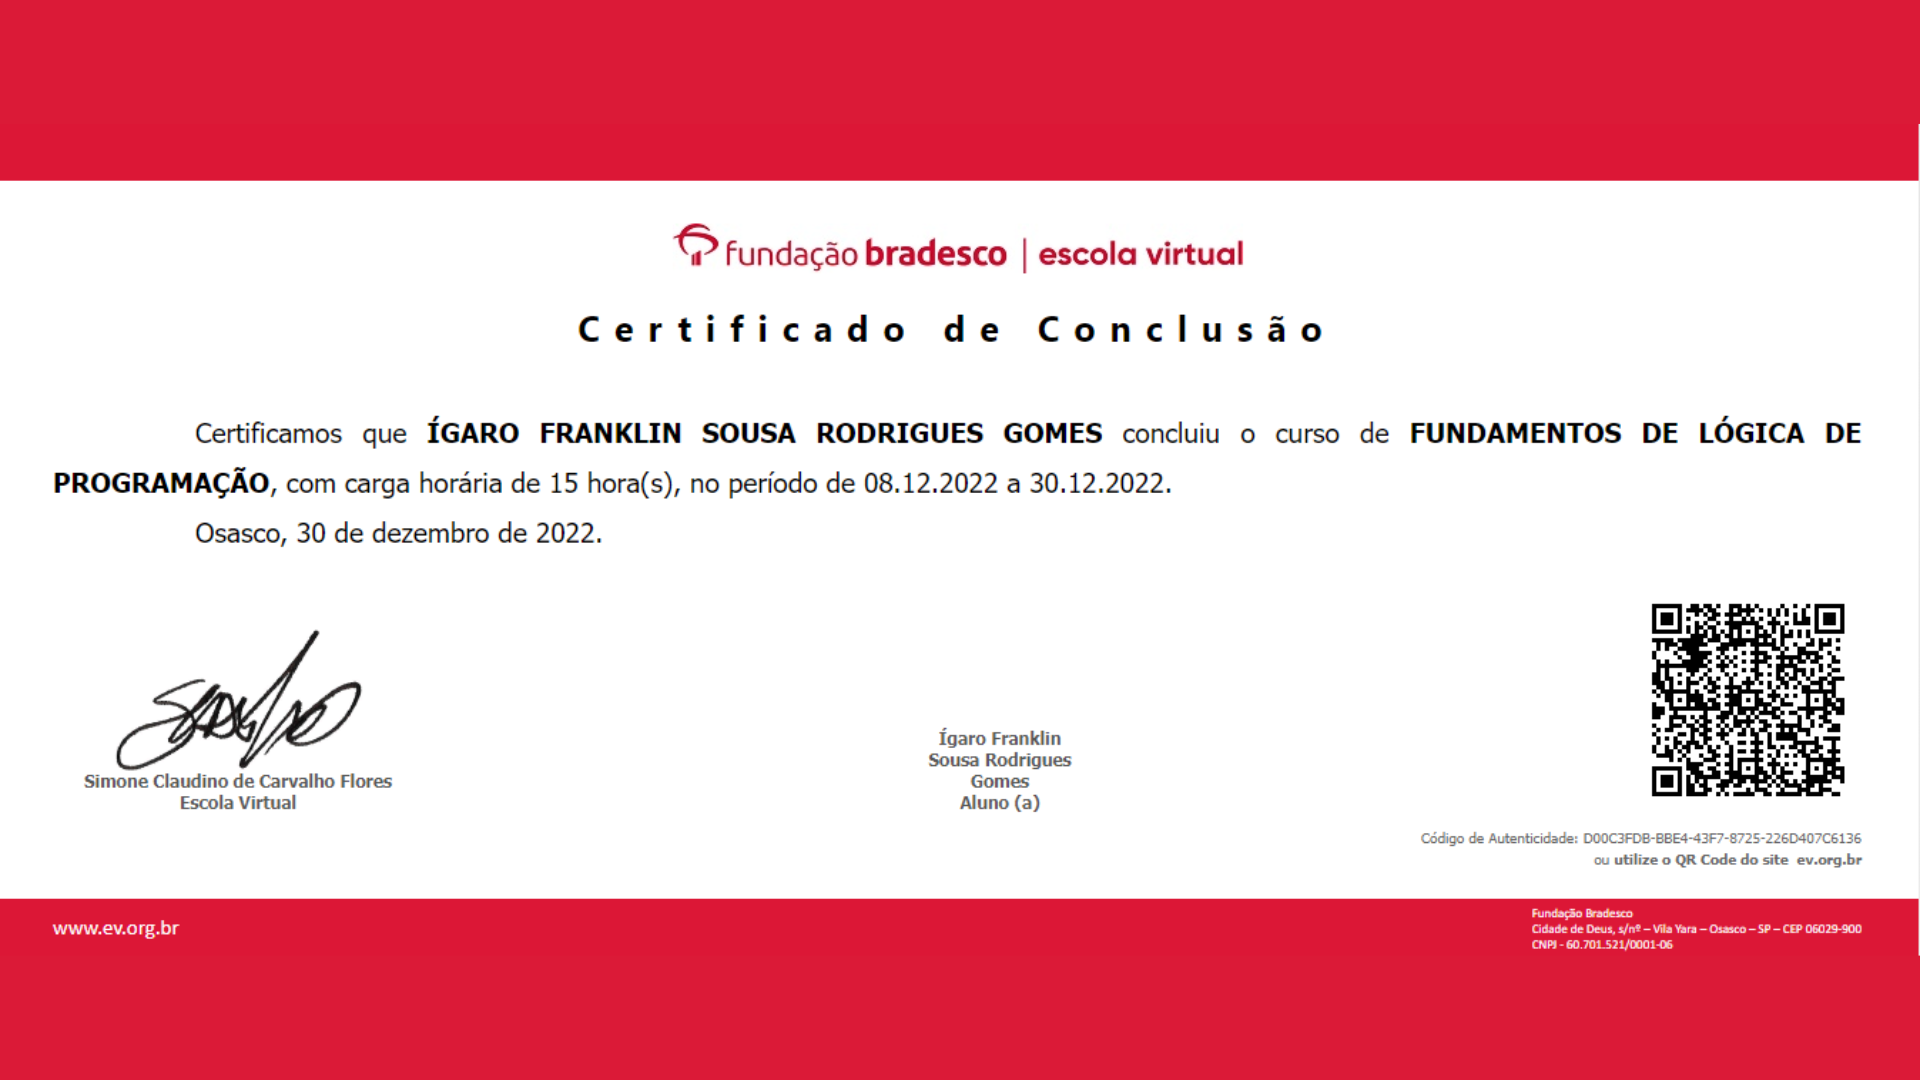 fundação bradesco | escola virtual
Certificado de Conclusão
Certificamos que ÍGARO FRANKLIN SOUSA RODRIGUES GOMES concluiu o curso de FUNDAMENTOS DE LÓGICA DE
PROGRAMAÇÃO, com carga horária de 15 hora(s), no período de 08.12.2022 a 30.12.2022.
Osasco, 30 de dezembro de 2022.
Simone Claudino de Carvalho Flores
Escola Virtual
Ígaro Franklin
Sousa Rodrigues
Gomes
Aluno (a)
Código de Autenticidade: D00C3FDB-BBE4-43F7-8725-226D407C6136
ou utilize o QR Code do site ev.org.br
www.ev.org.br
Fundação Bradesco
Cidade de Deus, s/nº – Vila Yara – Osasco – SP – CEP 06029-900
CNPJ - 60.701.521/0001-06